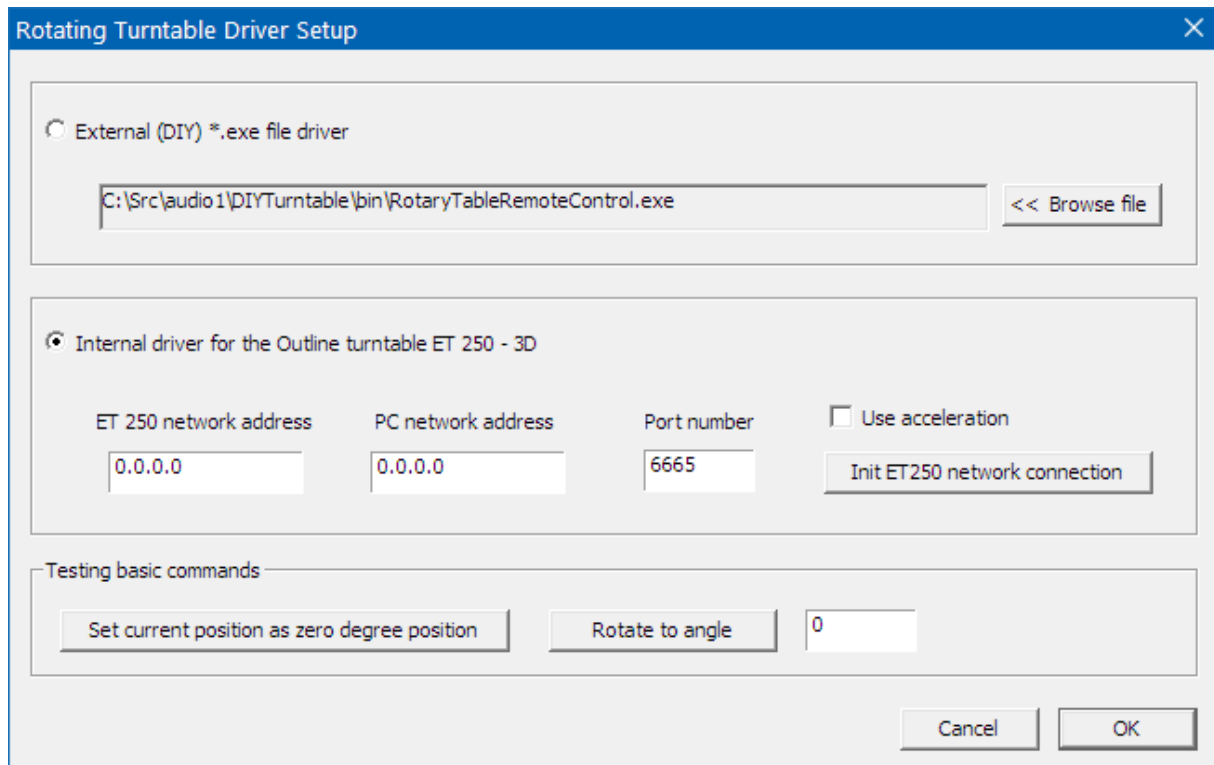 Rotating Turntable Driver Setup
External (DIY) *.exe file driver
C:\Src\audio1\DIYTurntable\bin\RotaryTableRemoteControl.exe
<< Browse file
Internal driver for the Outline turntable ET 250 - 3D
ET 250 network address PC network address Port number Use acceleration
0.0.0.0 0.0.0.0 6665 Init ET250 network connection
Testing basic commands
Set current position as zero degree position Rotate to angle 0
Cancel OK